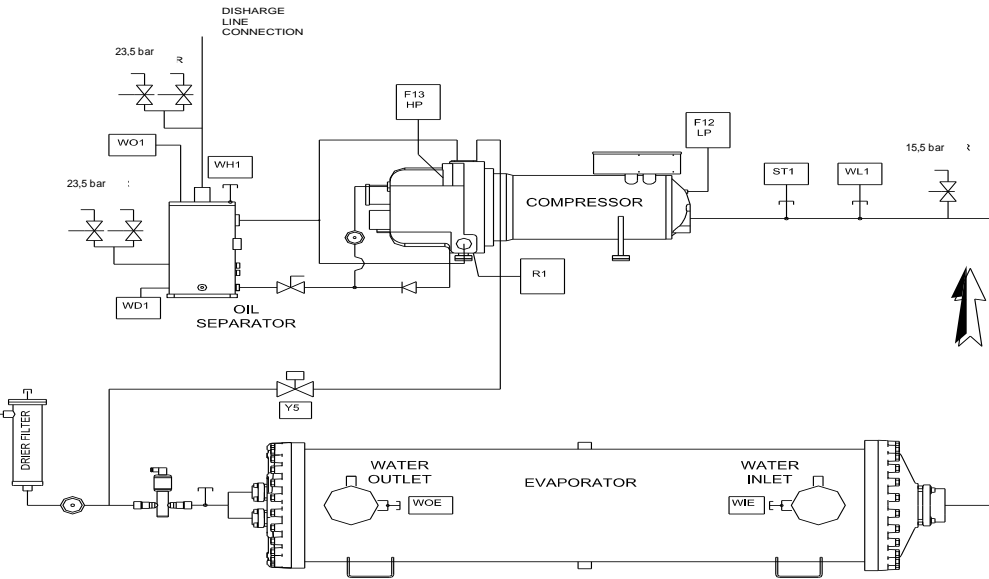 DISHARGE
LINE
CONNECTION
23,5 bar
F13
HP
F12
LP
WO1
WH1
15,5 bar
23,5 bar
ST1
WL1
COMPRESSOR
R1
WD1
OIL
SEPARATOR
Y5
DRIER FILTER
WATER
OUTLET
EVAPORATOR
WATER
INLET
WOE
WIE